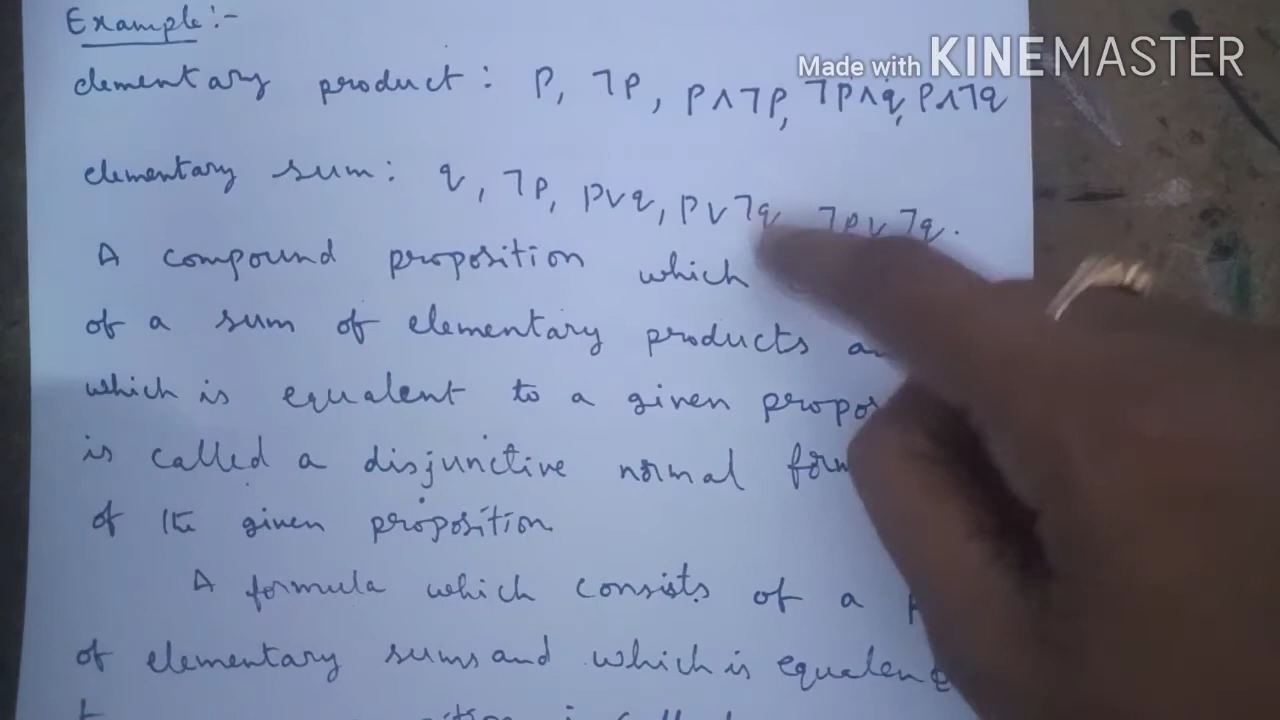 Example:-
Made with KINEMASTER
elementary product: P, ¬P, P∧¬P, ¬P∧q, P∧¬q
elementary sum: q, ¬P, P∨q, P∨¬q, ¬P∨¬q.
A compound proposition which
of a sum of elementary products
which is equalent to a given
is called a disjunctive normal form
of the given proposition
A formula which consists of a
of elementary sums and which is equalent